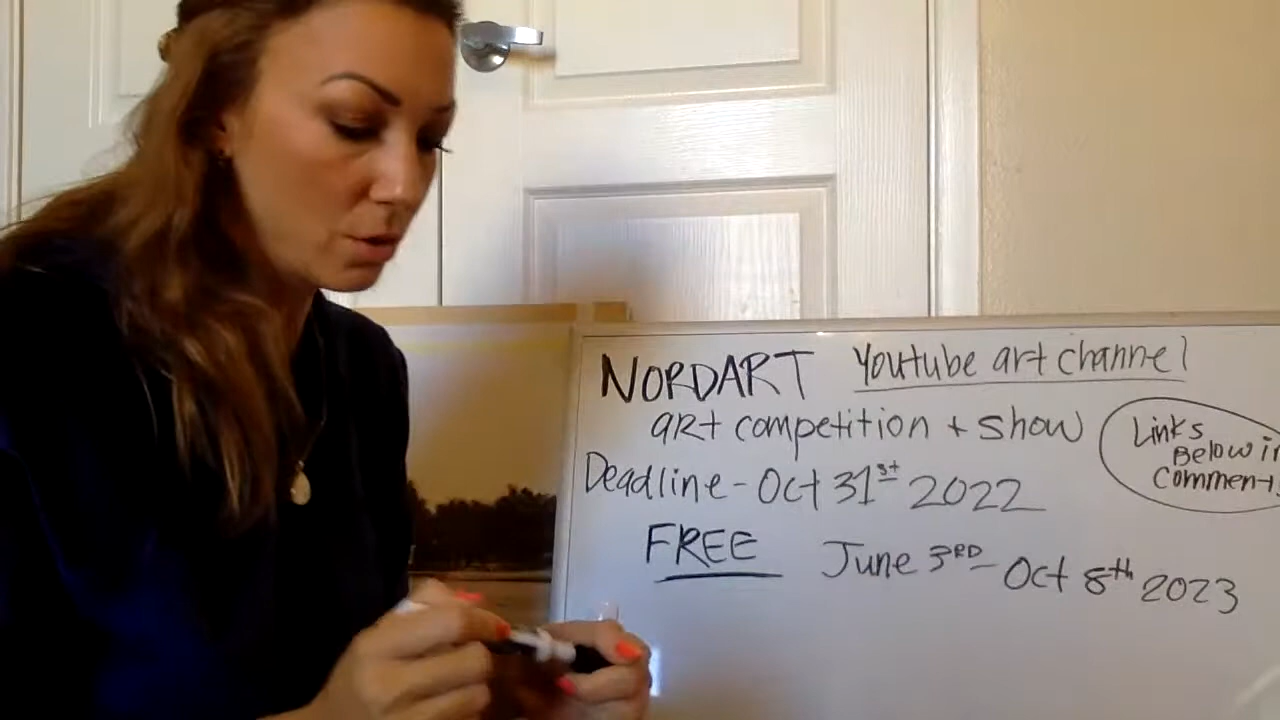 NORDART Youtube art channel
art competition + show
Links
Below in
Comments
Deadline - Oct 31st 2022
FREE June 3RD - Oct 8th 2023